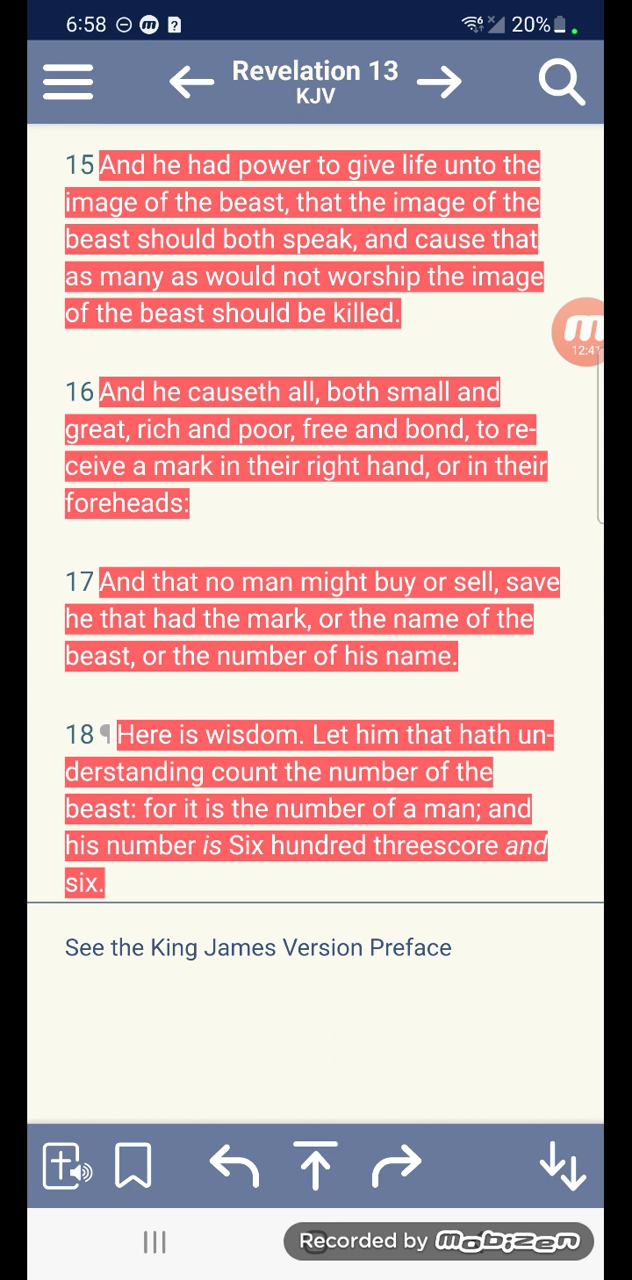 6:58 m ? 6 20%
Revelation 13
KJV
15 And he had power to give life unto the
image of the beast, that the image of the
beast should both speak, and cause that
as many as would not worship the image
of the beast should be killed.
m
12:41
16 And he causeth all, both small and
great, rich and poor, free and bond, to re-
ceive a mark in their right hand, or in their
foreheads:
17 And that no man might buy or sell, save
he that had the mark, or the name of the
beast, or the number of his name.
18 ¶ Here is wisdom. Let him that hath un-
derstanding count the number of the
beast: for it is the number of a man; and
his number is Six hundred threescore and
six.
See the King James Version Preface
Recorded by mobizen